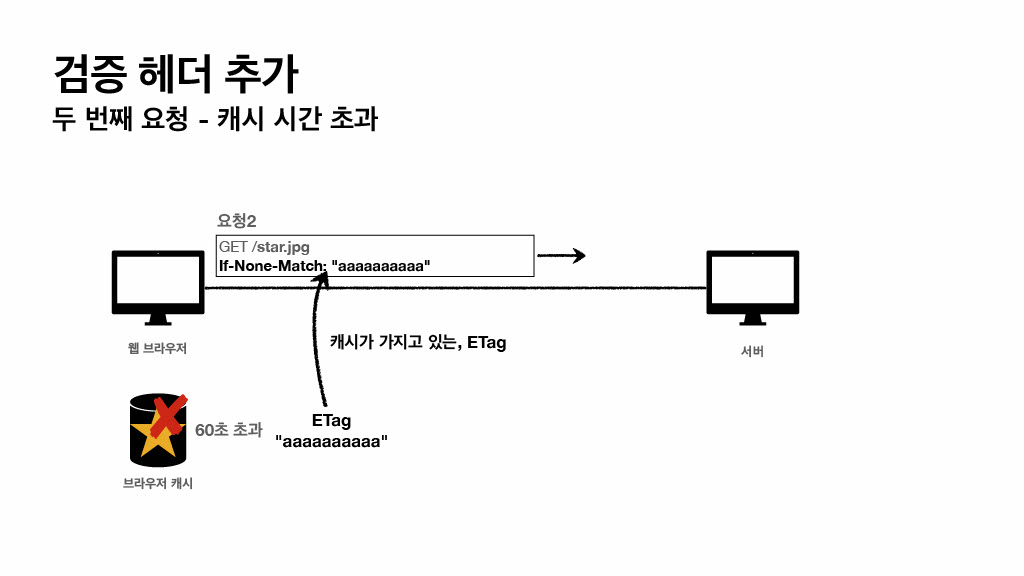 검증 헤더 추가
두 번째 요청 - 캐시 시간 초과
요청2
GET /star.jpg
If-None-Match: "aaaaaaaaaa"
캐시가 가지고 있는, ETag
웹 브라우저
서버
60초 초과
ETag
"aaaaaaaaaa"
브라우저 캐시